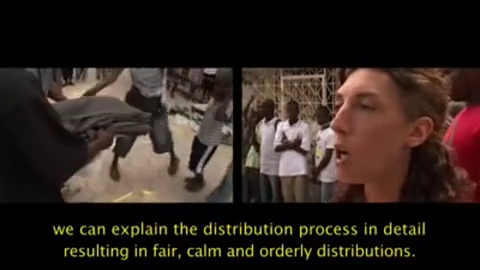 we can explain the distribution process in detail
resulting in fair, calm and orderly distributions.